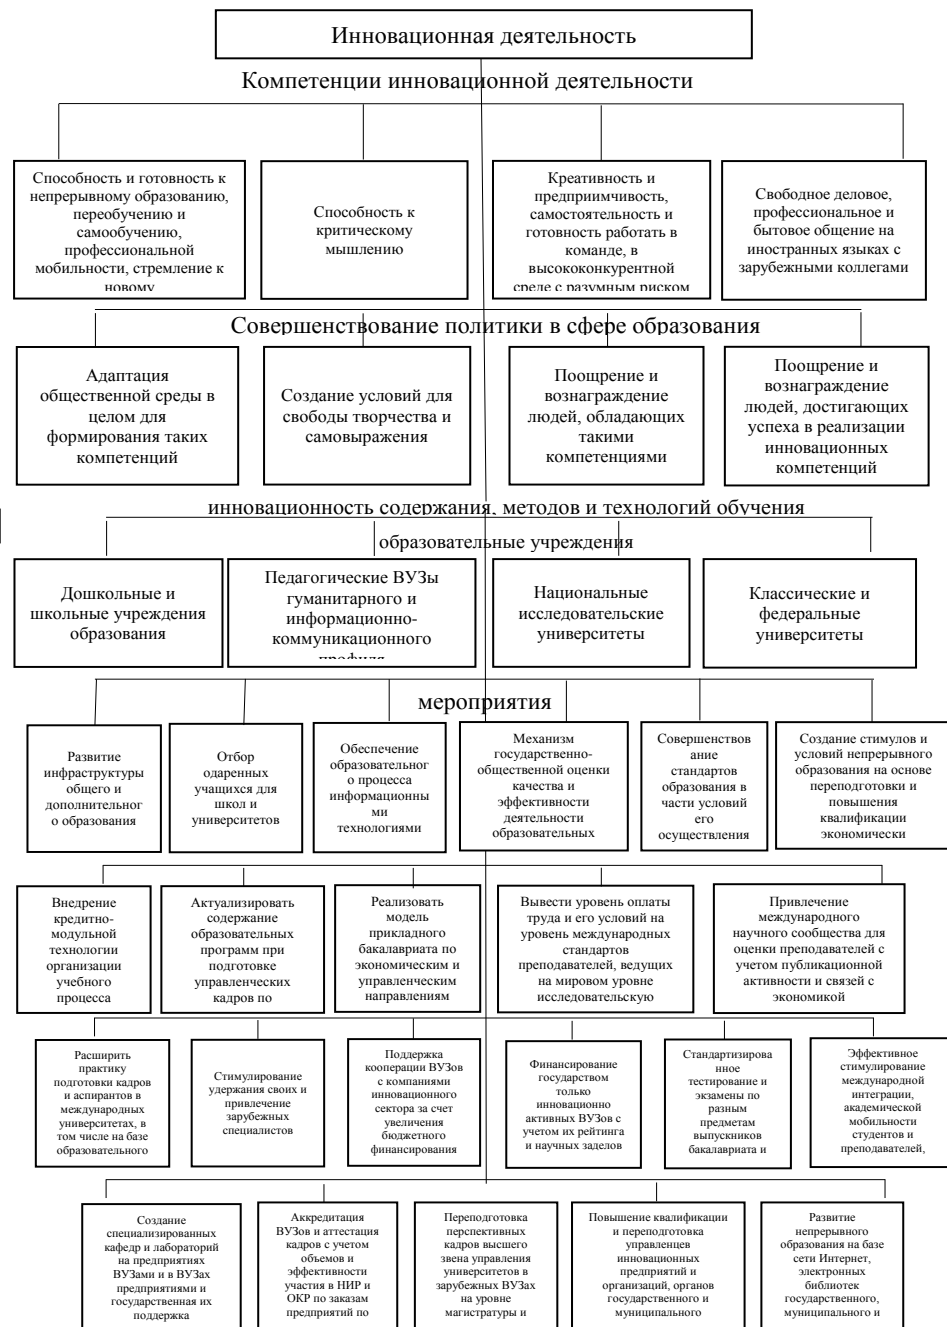 Инновационная деятельность
Компетенции инновационной деятельности
Способность и готовность к
непрерывному образованию,
переобучению и
самообучению,
профессиональной
мобильности, стремление к
новому
Способность к
критическому
мышлению
Креативность и
предприимчивость,
самостоятельность и
готовность работать в
команде, в
высококонкурентной
среде с разумным риском
Свободное деловое,
профессиональное и
бытовое общение на
иностранных языках с
зарубежными коллегами
Совершенствование политики в сфере образования
Адаптация
общественной среды в
целом для
формирования таких
компетенций
Создание условий для
свободы творчества и
самовыражения
Поощрение и
вознаграждение
людей, обладающих
такими
компетенциями
Поощрение и
вознаграждение
людей, достигающих
успеха в реализации
инновационных
компетенций
инновационность содержания, методов и технологий обучения
образовательные учреждения
Дошкольные и
школьные учреждения
образования
Педагогические ВУЗы
гуманитарного и
информационно-
коммуникационного
профиля
Национальные
исследовательские
университеты
Классические и
федеральные
университеты
мероприятия
Развитие
инфраструктуры
общего и
дополнительног
о образования
Отбор
одаренных
учащихся для
школ и
университетов
Обеспечение
образовательног
о процесса
информационны
ми
технологиями
Механизм
государственно-
общественной оценки
качества и
эффективности
деятельности
образовательных
Совершенствов
ание
стандартов
образования в
части условий
его
осуществления
Создание стимулов и
условий непрерывного
образования на основе
переподготовки и
повышения
квалификации
экономически
Внедрение
кредитно-
модульной
технологии
организации
учебного
процесса
Актуализировать
содержание
образовательных
программ при
подготовке
управленческих
кадров по
Реализовать
модель
прикладного
бакалавриата по
экономическим и
управленческим
направлениям
Вывести уровень оплаты
труда и его условий на
уровень международных
стандартов
преподавателей, ведущих
на мировом уровне
исследовательскую
Привлечение
международного
научного сообщества для
оценки преподавателей с
учетом публикационной
активности и связей с
экономикой
Расширить
практику
подготовки кадров
и аспирантов в
международных
университетах, в
том числе на базе
образовательного
Стимулирование
удержания своих и
привлечение
зарубежных
специалистов
Поддержка
кооперации ВУЗов
с компаниями
инновационного
сектора за счет
увеличения
бюджетного
финансирования
Финансирование
государством
только
инновационно
активных ВУЗов с
учетом их рейтинга
и научных заделов
Стандартизирова
нное
тестирование и
экзамены по
разным
предметам
выпускников
бакалавриата и
Эффективное
стимулирование
международной
интеграции,
академической
мобильности
студентов и
преподавателей,
Создание
специализированных
кафедр и лабораторий
на предприятиях
ВУЗами и в ВУЗах
предприятиями и
государственная их
поддержка
Аккредитация
ВУЗов и аттестация
кадров с учетом
объемов и
эффективности
участия в НИР и
ОКР по заказам
предприятий по
Переподготовка
перспективных
кадров высшего
звена управления
университетов в
зарубежных ВУЗах
на уровне
магистратуры и
Повышение квалификации
и переподготовка
управленцев
инновационных
предприятий и
организаций, органов
государственного и
муниципального
Развитие
непрерывного
образования на базе
сети Интернет,
электронных
библиотек
государственного,
муниципального и